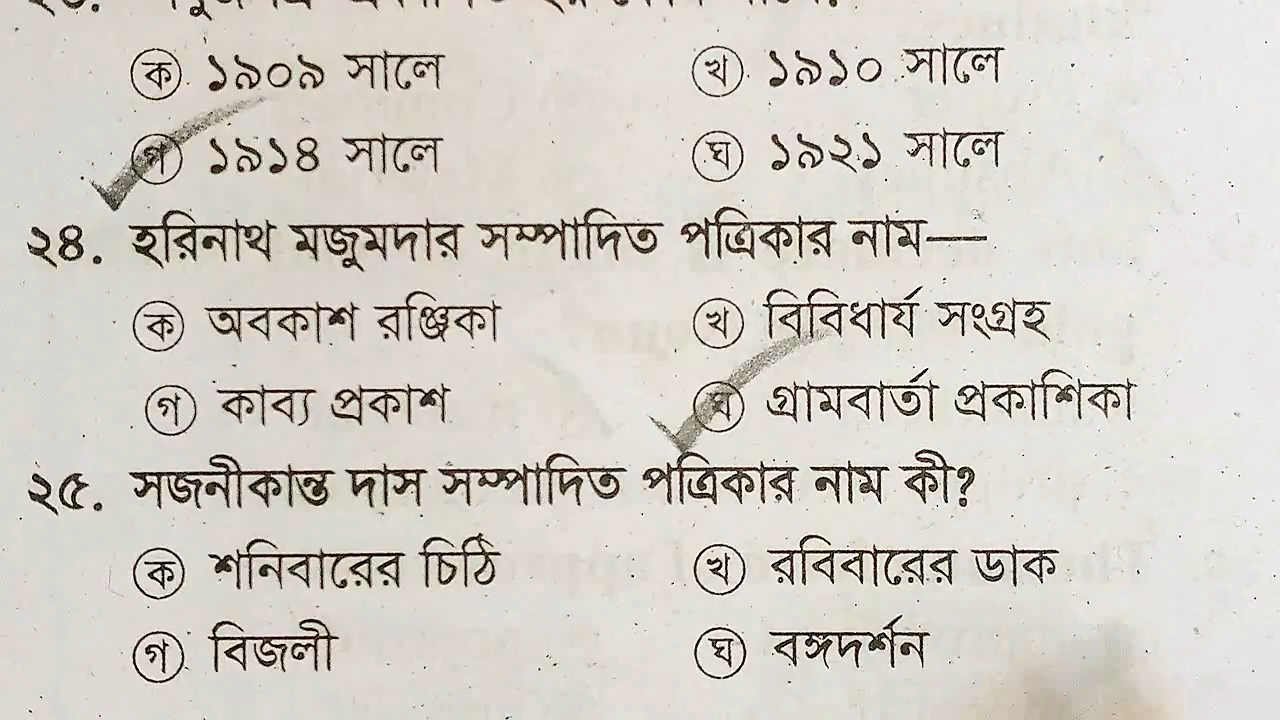 ক ১৯০৯ সালে খ ১৯১০ সালে
গ ১৯১৪ সালে ঘ ১৯২১ সালে
২৪. হরিনাথ মজুমদার সম্পাদিত পত্রিকার নাম—
ক অবকাশ রঞ্জিকা খ বিবিধার্য সংগ্রহ
গ কাব্য প্রকাশ ঘ গ্রামবার্তা প্রকাশিকা
২৫. সজনীকান্ত দাস সম্পাদিত পত্রিকার নাম কী?
ক শনিবারের চিঠি খ রবিবারের ডাক
গ বিজলী ঘ বঙ্গদর্শন